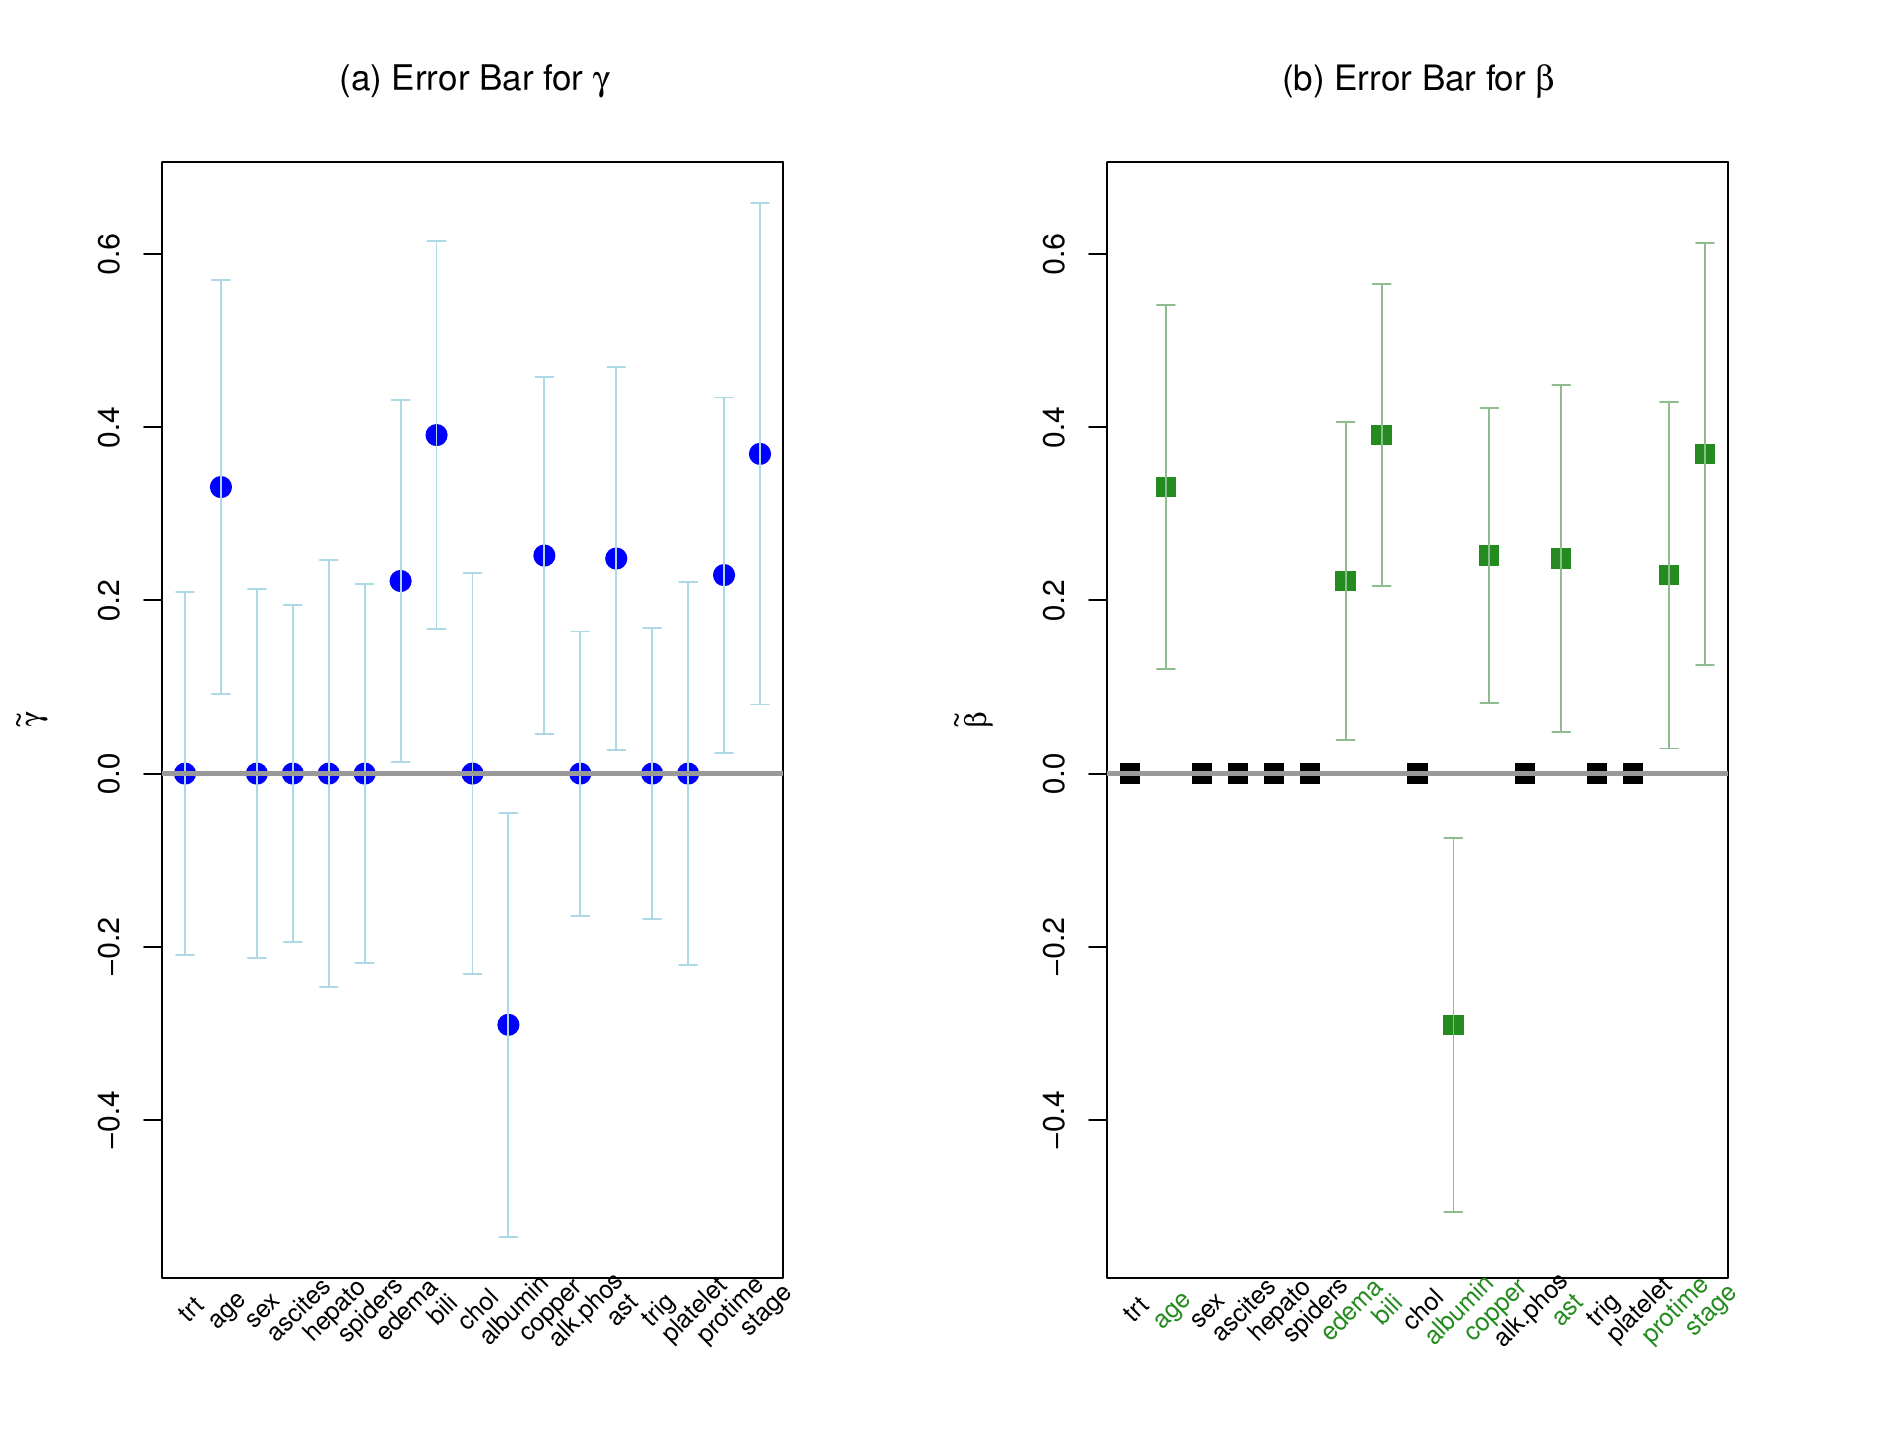 (a) Error Bar for γ
γ̃
0.6
0.4
0.2
0.0
−0.2
−0.4
trt
age
sex
ascites
hepato
spiders
edema
bili
chol
albumin
copper
alk.phos
ast
trig
platelet
protime
stage
(b) Error Bar for β
β̃
0.6
0.4
0.2
0.0
−0.2
−0.4
trt
age
sex
ascites
hepato
spiders
edema
bili
chol
albumin
copper
alk.phos
ast
trig
platelet
protime
stage